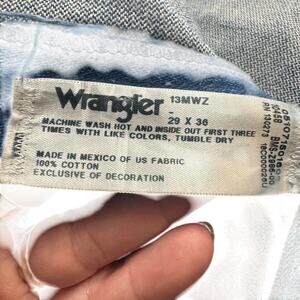 Wrangler 13MWZ
29 X 36
MACHINE WASH HOT AND INSIDE OUT FIRST THREE
TIMES WITH LIKE COLORS, TUMBLE DRY
MADE IN MEXICO OF US FABRIC
100% COTTON
EXCLUSIVE OF DECORATION